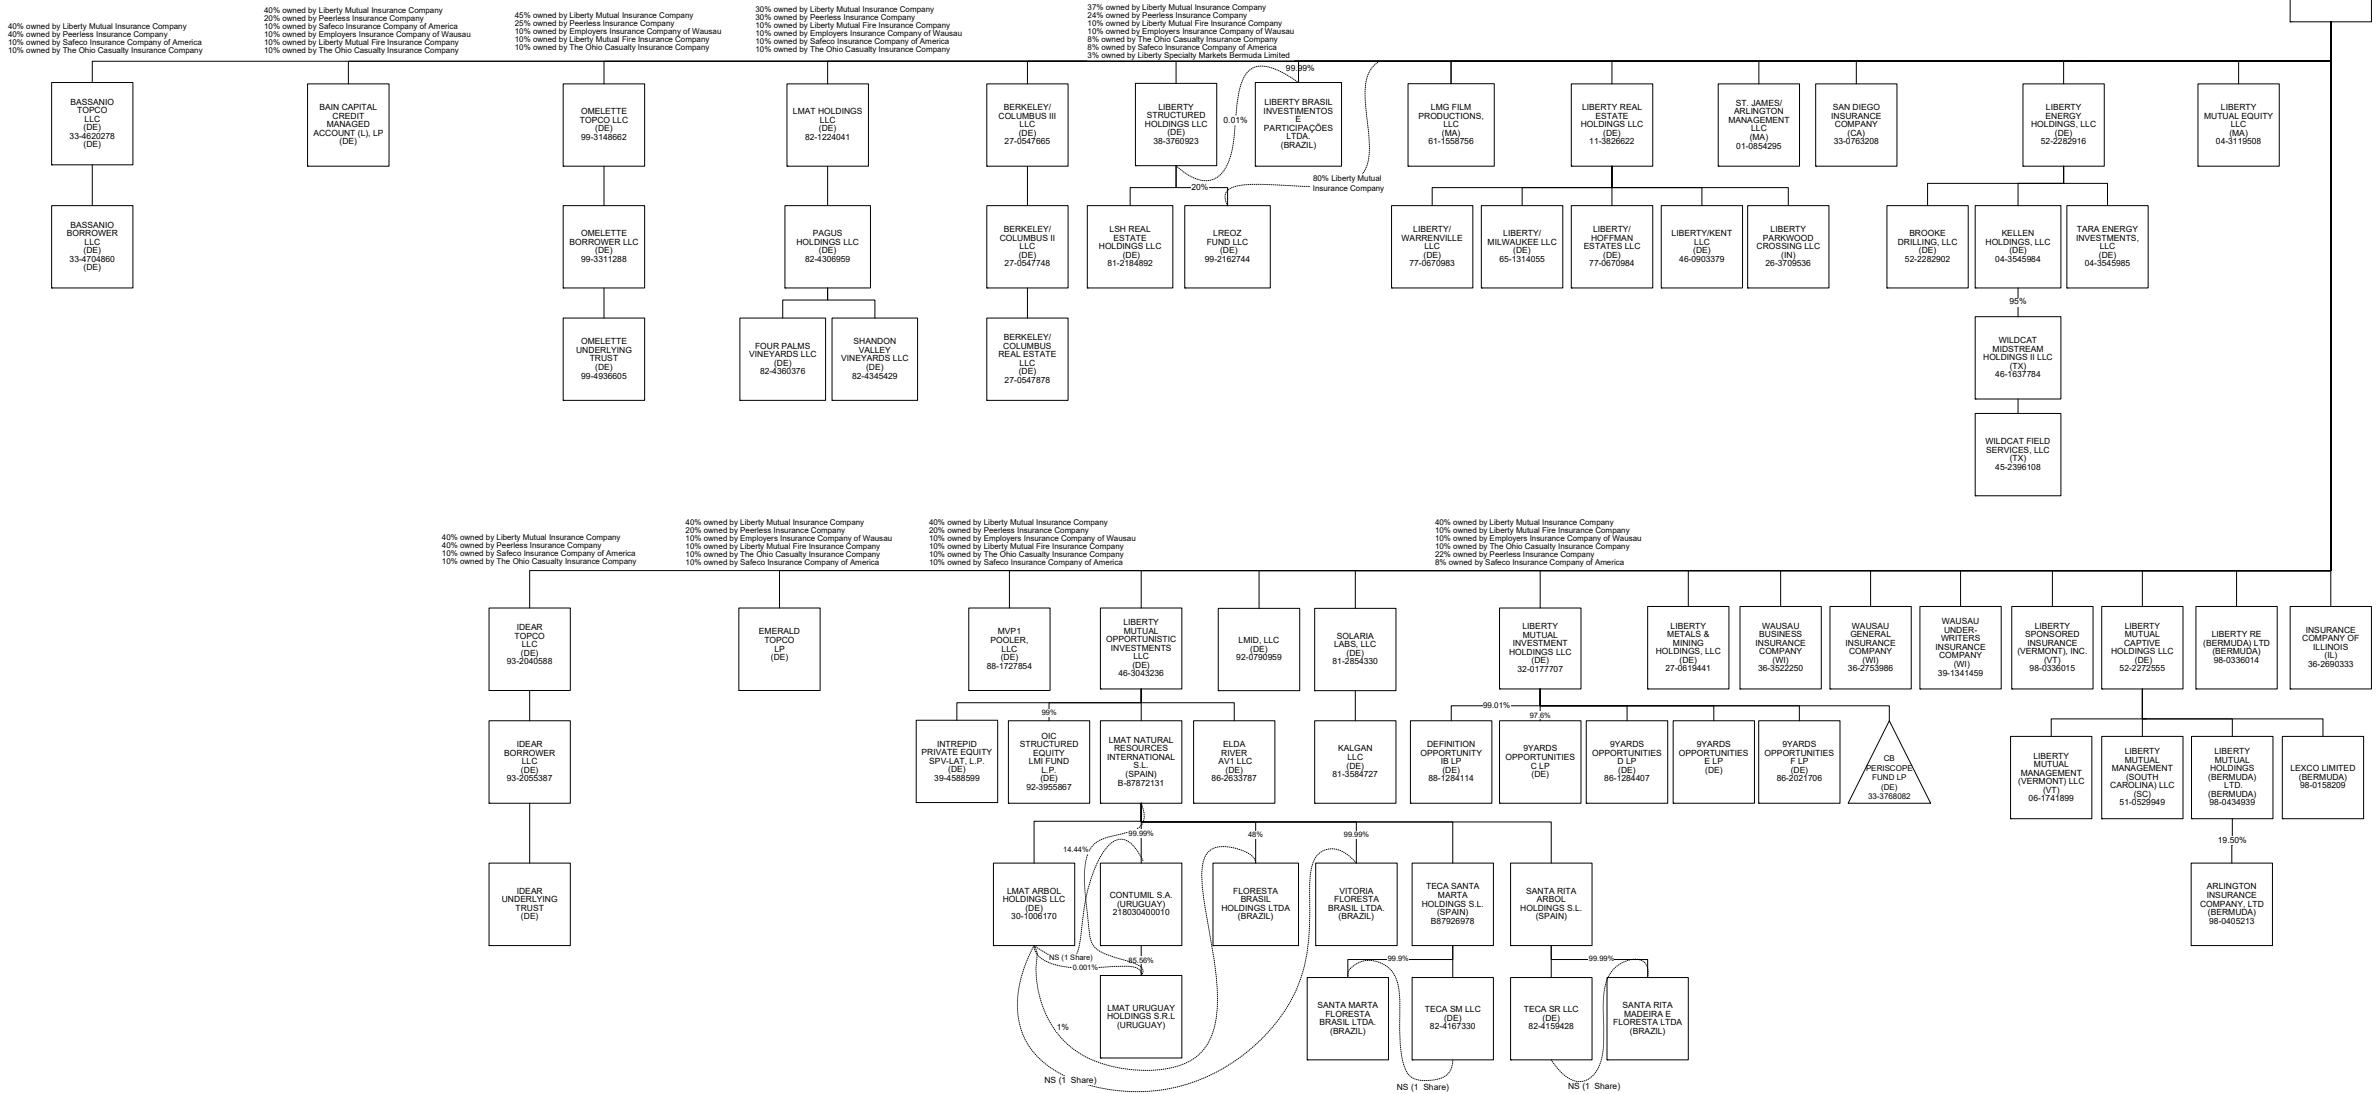 40% owned by Liberty Mutual Insurance Company
40% owned by Peerless Insurance Company
10% owned by Safeco Insurance Company of America
10% owned by The Ohio Casualty Insurance Company
40% owned by Liberty Mutual Insurance Company
20% owned by Peerless Insurance Company
10% owned by Safeco Insurance Company of America
10% owned by Employers Insurance Company of Wausau
10% owned by Liberty Mutual Fire Insurance Company
10% owned by The Ohio Casualty Insurance Company
45% owned by Liberty Mutual Insurance Company
25% owned by Peerless Insurance Company
10% owned by Employers Insurance Company of Wausau
10% owned by Liberty Mutual Fire Insurance Company
10% owned by The Ohio Casualty Insurance Company
30% owned by Liberty Mutual Insurance Company
30% owned by Peerless Insurance Company
10% owned by Liberty Mutual Fire Insurance Company
10% owned by Employers Insurance Company of Wausau
10% owned by Safeco Insurance Company of America
10% owned by The Ohio Casualty Insurance Company
37% owned by Liberty Mutual Insurance Company
24% owned by Peerless Insurance Company
10% owned by Liberty Mutual Fire Insurance Company
10% owned by Employers Insurance Company of Wausau
8% owned by The Ohio Casualty Insurance Company
8% owned by Safeco Insurance Company of America
3% owned by Liberty Specialty Markets Bermuda Limited
BASSANIO
TOPCO
LLC
(DE)
33-4620278
(DE)
BAIN CAPITAL
CREDIT
MANAGED
ACCOUNT (L), LP
(DE)
OMELETTE
TOPCO LLC
(DE)
99-3148662
LMAT HOLDINGS
LLC
(DE)
82-1224041
BERKELEY/
COLUMBUS III
LLC
(DE)
27-0547665
LIBERTY
STRUCTURED
HOLDINGS LLC
(DE)
38-3760923
0.01%
99.99%
LIBERTY BRASIL
INVESTIMENTOS
E
PARTICIPAÇÕES
LTDA.
(BRAZIL)
LMG FILM
PRODUCTIONS,
LLC
(MA)
61-1558756
LIBERTY REAL
ESTATE
HOLDINGS LLC
(DE)
11-3826622
ST. JAMES/
ARLINGTON
MANAGEMENT
LLC
(MA)
01-0854295
SAN DIEGO
INSURANCE
COMPANY
(CA)
33-0763208
LIBERTY
ENERGY
HOLDINGS, LLC
(DE)
52-2282916
LIBERTY
MUTUAL EQUITY
LLC
(MA)
04-3119508
20%
80% Liberty Mutual
Insurance Company
BASSANIO
BORROWER
LLC
(DE)
33-4704860
(DE)
OMELETTE
BORROWER LLC
(DE)
99-3311288
PAGUS
HOLDINGS LLC
(DE)
82-4306959
BERKELEY/
COLUMBUS II
LLC
(DE)
27-0547748
LSH REAL
ESTATE
HOLDINGS LLC
(DE)
81-2184892
LREOZ
FUND LLC
(DE)
99-2162744
LIBERTY/
WARRENVILLE
LLC
(DE)
77-0670983
LIBERTY/
MILWAUKEE LLC
(DE)
65-1314055
LIBERTY/
HOFFMAN
ESTATES LLC
(DE)
77-0670984
LIBERTY/KENT
LLC
(DE)
46-0903379
LIBERTY
PARKWOOD
CROSSING LLC
(IN)
26-3709536
BROOKE
DRILLING, LLC
(DE)
52-2282902
KELLEN
HOLDINGS, LLC
(DE)
04-3545984
TARA ENERGY
INVESTMENTS,
LLC
(DE)
04-3545985
95%
OMELETTE
UNDERLYING
TRUST
(DE)
99-4936605
FOUR PALMS
VINEYARDS LLC
(DE)
82-4360376
SHANDON
VALLEY
VINEYARDS LLC
(DE)
82-4345429
BERKELEY/
COLUMBUS
REAL ESTATE
LLC
(DE)
27-0547878
WILDCAT
MIDSTREAM
HOLDINGS II LLC
(TX)
46-1637784
WILDCAT FIELD
SERVICES, LLC
(TX)
45-2396108
40% owned by Liberty Mutual Insurance Company
40% owned by Peerless Insurance Company
10% owned by Safeco Insurance Company of America
10% owned by The Ohio Casualty Insurance Company
40% owned by Liberty Mutual Insurance Company
20% owned by Peerless Insurance Company
10% owned by Employers Insurance Company of Wausau
10% owned by Liberty Mutual Fire Insurance Company
10% owned by The Ohio Casualty Insurance Company
10% owned by Safeco Insurance Company of America
40% owned by Liberty Mutual Insurance Company
20% owned by Peerless Insurance Company
10% owned by Employers Insurance Company of Wausau
10% owned by Liberty Mutual Fire Insurance Company
10% owned by The Ohio Casualty Insurance Company
10% owned by Safeco Insurance Company of America
40% owned by Liberty Mutual Insurance Company
10% owned by Liberty Mutual Fire Insurance Company
10% owned by Employers Insurance Company of Wausau
10% owned by The Ohio Casualty Insurance Company
22% owned by Peerless Insurance Company
8% owned by Safeco Insurance Company of America
IDEAR
TOPCO
LLC
(DE)
93-2040588
EMERALD
TOPCO
LP
(DE)
MVP1
POOLER,
LLC
(DE)
88-1727854
LIBERTY
MUTUAL
OPPORTUNISTIC
INVESTMENTS
LLC
(DE)
46-3043236
LMID, LLC
(DE)
92-0790959
SOLARIA
LABS, LLC
(DE)
81-2854330
LIBERTY
MUTUAL
INVESTMENT
HOLDINGS LLC
(DE)
32-0177707
LIBERTY
METALS &
MINING
HOLDINGS, LLC
(DE)
27-0619441
WAUSAU
BUSINESS
INSURANCE
COMPANY
(WI)
36-3522250
WAUSAU
GENERAL
INSURANCE
COMPANY
(WI)
36-2753986
WAUSAU
UNDER-
WRITERS
INSURANCE
COMPANY
(WI)
39-1341459
LIBERTY
SPONSORED
INSURANCE
(VERMONT), INC.
(VT)
98-0336015
LIBERTY
MUTUAL
CAPTIVE
HOLDINGS LLC
(DE)
52-2272555
LIBERTY RE
(BERMUDA) LTD
(BERMUDA)
98-0336014
INSURANCE
COMPANY OF
ILLINOIS
(IL)
36-2690333
99%
99.01%
97.6%
IDEAR
BORROWER
LLC
(DE)
93-2055387
INTREPID
PRIVATE EQUITY
SPV-LAT, L.P.
(DE)
39-4588599
OIC
STRUCTURED
EQUITY
LMI FUND
L.P.
(DE)
92-3955867
LMAT NATURAL
RESOURCES
INTERNATIONAL
S.L.
(SPAIN)
B-87872131
ELDA
RIVER
AV1 LLC
(DE)
86-2633787
KALGAN
LLC
(DE)
81-3584727
DEFINITION
OPPORTUNITY
IB LP
(DE)
88-1284114
9YARDS
OPPORTUNITIES
C LP
(DE)
9YARDS
OPPORTUNITIES
D LP
(DE)
86-1284407
9YARDS
OPPORTUNITIES
E LP
(DE)
9YARDS
OPPORTUNITIES
F LP
(DE)
86-2021706
CB
PERISCOPE
FUND LP
(DE)
33-3768082
LIBERTY
MUTUAL
MANAGEMENT
(VERMONT) LLC
(VT)
06-1741899
LIBERTY
MUTUAL
MANAGEMENT
(SOUTH
CAROLINA) LLC
(SC)
51-0529949
LIBERTY
MUTUAL
HOLDINGS
(BERMUDA)
LTD.
(BERMUDA)
98-0434939
LEXCO LIMITED
(BERMUDA)
98-0158209
14.44%
99.99%
48%
99.99%
19.50%
IDEAR
UNDERLYING
TRUST
(DE)
LMAT ARBOL
HOLDINGS LLC
(DE)
30-1006170
CONTUMIL S.A.
(URUGUAY)
218030400010
FLORESTA
BRASIL
HOLDINGS LTDA
(BRAZIL)
VITORIA
FLORESTA
BRASIL LTDA.
(BRAZIL)
TECA SANTA
MARTA
HOLDINGS S.L.
(SPAIN)
B87926978
SANTA RITA
ARBOL
HOLDINGS S.L.
(SPAIN)
ARLINGTON
INSURANCE
COMPANY, LTD
(BERMUDA)
98-0405213
NS (1 Share)
0.001%
85.56%
99.9%
99.99%
LMAT URUGUAY
HOLDINGS S.R.L
(URUGUAY)
SANTA MARTA
FLORESTA
BRASIL LTDA.
(BRAZIL)
TECA SM LLC
(DE)
82-4167330
TECA SR LLC
(DE)
82-4159428
SANTA RITA
MADEIRA E
FLORESTA LTDA
(BRAZIL)
1%
NS (1 Share)
NS (1 Share)
NS (1 Share)